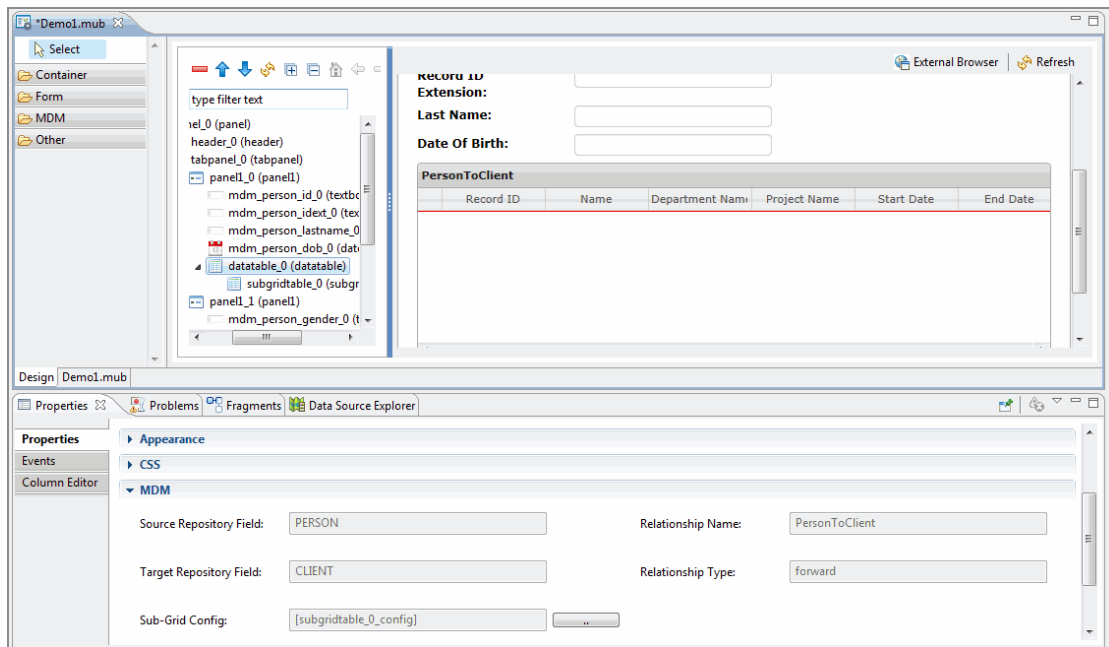 *Demo1.mub
Select
Container
Form
MDM
Other
type filter text
nel_0 (panel)
header_0 (header)
tabpanel_0 (tabpanel)
panel1_0 (panel1)
mdm_person_id_0 (textbo
mdm_person_idext_0 (tex
mdm_person_lastname_0
mdm_person_dob_0 (date
datatable_0 (datatable)
subgridtable_0 (subgr
panel1_1 (panel1)
mdm_person_gender_0 (t
External Browser Refresh
Record ID
Extension:
Last Name:
Date Of Birth:
PersonToClient
Record ID Name Department Name Project Name Start Date End Date
Design Demo1.mub
Properties Problems Fragments Data Source Explorer
Properties
Events
Column Editor
Appearance
CSS
MDM
Source Repository Field: PERSON Relationship Name: PersonToClient
Target Repository Field: CLIENT Relationship Type: forward
Sub-Grid Config: [subgridtable_0_config] ..